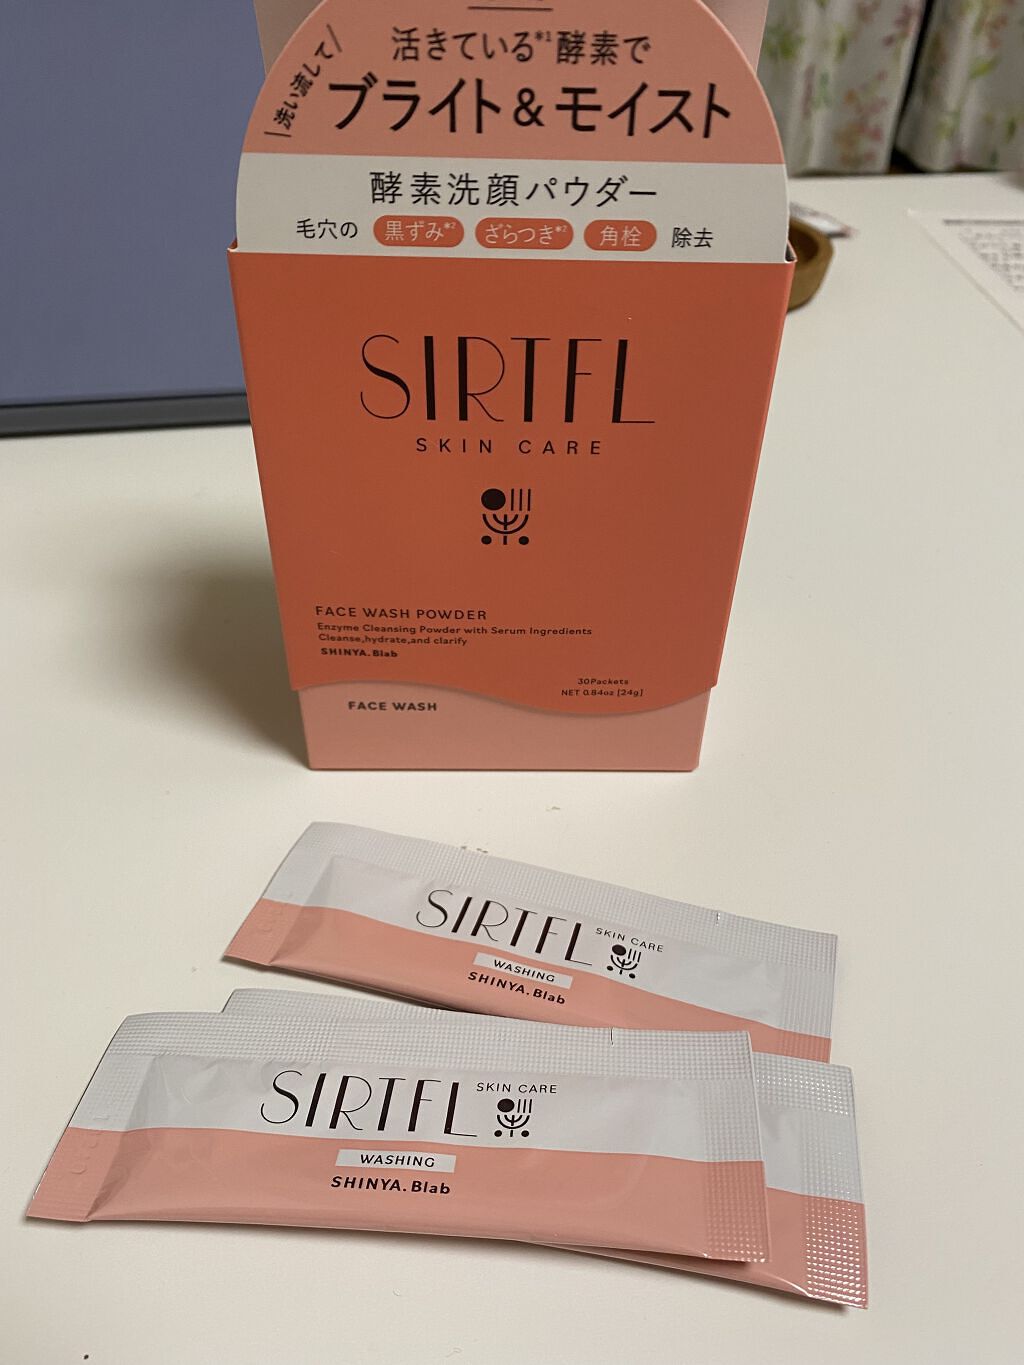 洗い流して
活きている※1酵素で
ブライト＆モイスト
酵素洗顔パウダー
毛穴の 黒ずみ※2 ざらつき※2 角栓 除去
SIRTFL
SKIN CARE
FACE WASH POWDER
Enzyme Cleansing Powder with Serum Ingredients
Cleanse,hydrate,and clarify
SHINYA.Blab
30Packets
NET 0.84oz [24g]
FACE WASH
SIRTFL SKIN CARE
WASHING
SHINYA.Blab
SIRTFL SKIN CARE
WASHING
SHINYA.Blab